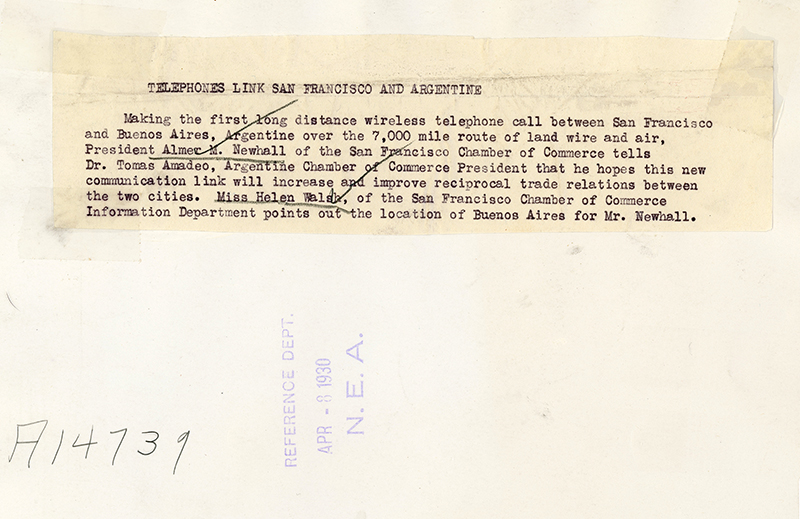 TELEPHONES LINK SAN FRANCISCO AND ARGENTINE
Making the first long distance wireless telephone call between San Francisco
and Buenos Aires, Argentine over the 7,000 mile route of land wire and air,
President Almer M. Newhall of the San Francisco Chamber of Commerce tells
Dr. Tomas Amadeo, Argentine Chamber of Commerce President that he hopes this new
communication link will increase and improve reciprocal trade relations between
the two cities. Miss Helen Walsh, of the San Francisco Chamber of Commerce
Information Department points out the location of Buenos Aires for Mr. Newhall.
REFERENCE DEPT.
APR - 8 1930
N. E. A.
A14739